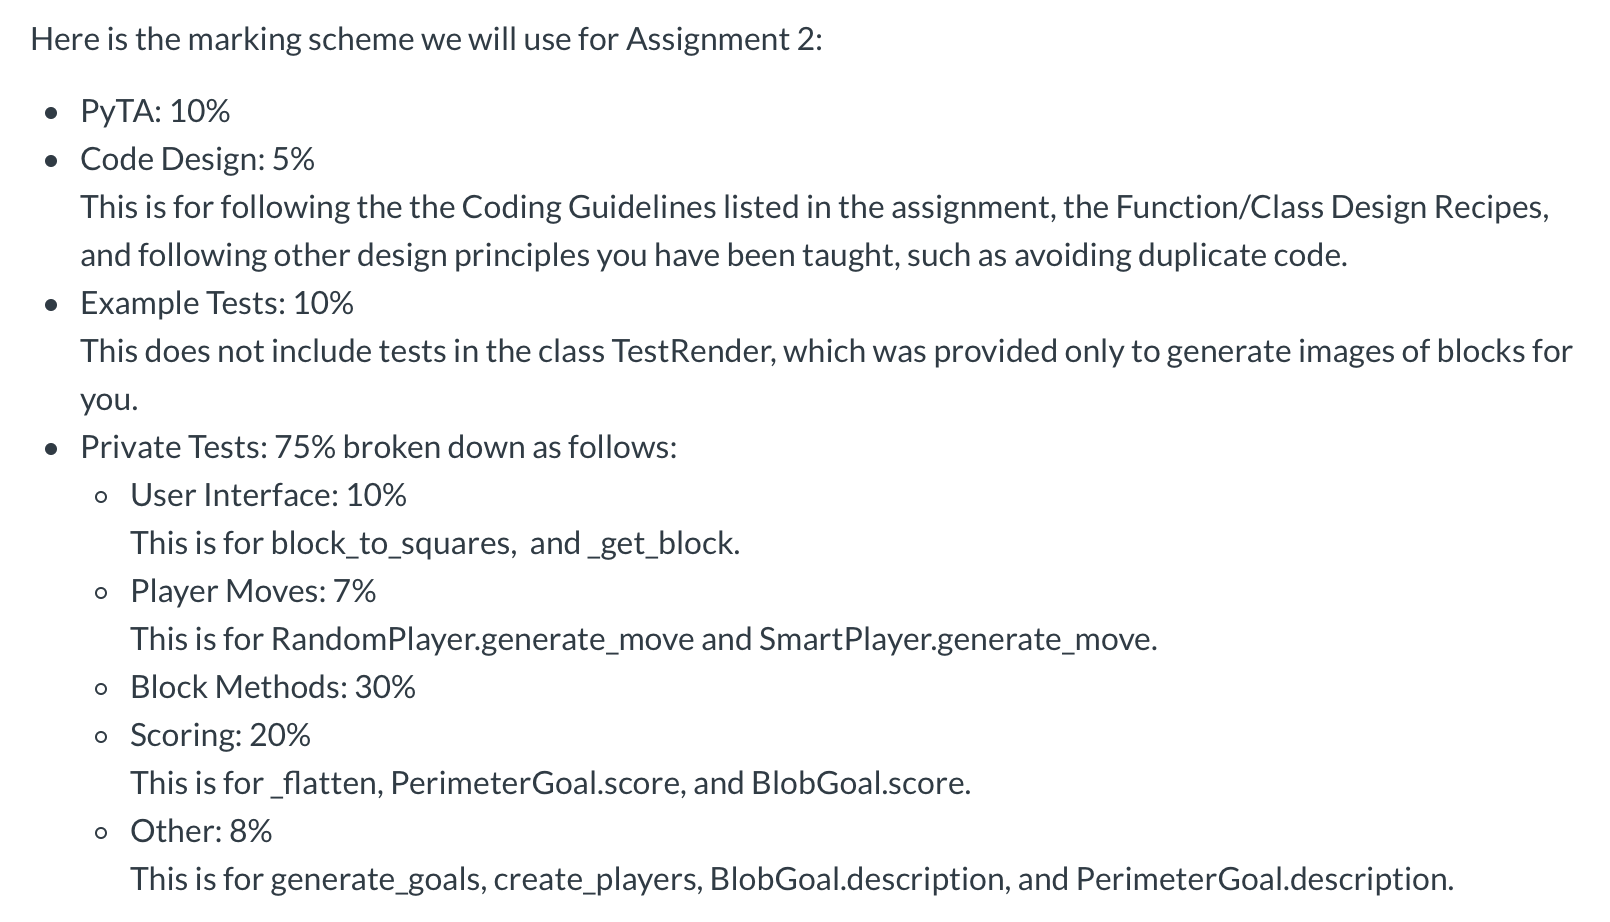 Here is the marking scheme we will use for Assignment 2:
• PyTA: 10%
• Code Design: 5%
This is for following the the Coding Guidelines listed in the assignment, the Function/Class Design Recipes,
and following other design principles you have been taught, such as avoiding duplicate code.
• Example Tests: 10%
This does not include tests in the class TestRender, which was provided only to generate images of blocks for
you.
• Private Tests: 75% broken down as follows:
◦ User Interface: 10%
This is for block_to_squares,  and _get_block.
◦ Player Moves: 7%
This is for RandomPlayer.generate_move and SmartPlayer.generate_move.
◦ Block Methods: 30%
◦ Scoring: 20%
This is for _flatten, PerimeterGoal.score, and BlobGoal.score.
◦ Other: 8%
This is for generate_goals, create_players, BlobGoal.description, and PerimeterGoal.description.